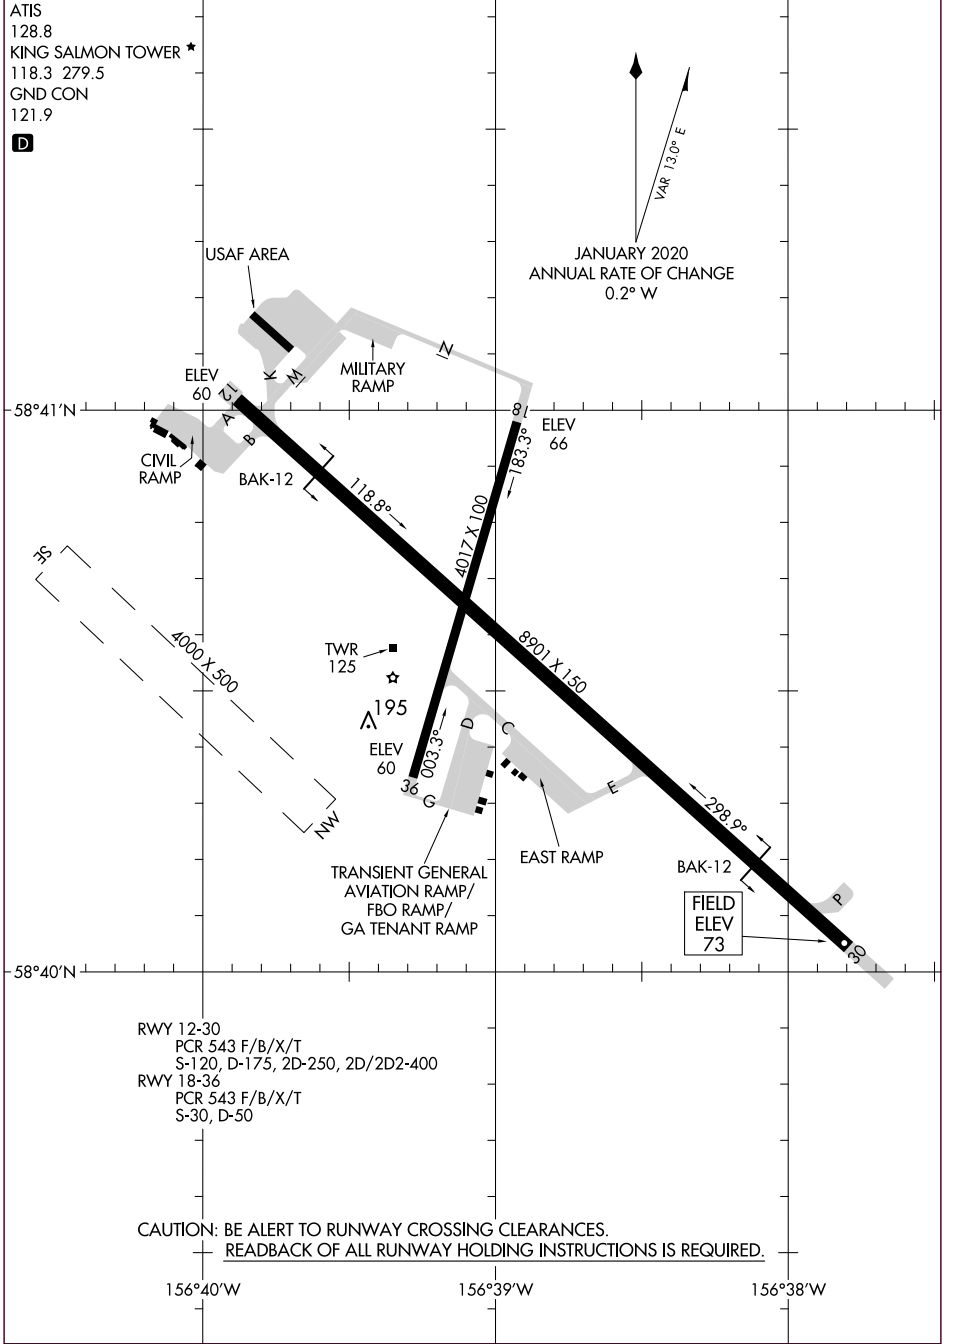 ATIS
128.8
KING SALMON TOWER ★
118.3 279.5
GND CON
121.9
D
VAR 13.0° E
JANUARY 2020
ANNUAL RATE OF CHANGE
0.2° W
USAF AREA
IZ
MILITARY
RAMP
K
M
ELEV
60
12
A
B
58°41'N
18
ELEV
66
183.3°
CIVIL
RAMP
BAK-12
118.8°
4017 X 100
SE
4000 X 500
NW
TWR
125
195
8901 X 150
ELEV
60
003.3°
36
G
D
C
E
298.9°
EAST RAMP
TRANSIENT GENERAL
AVIATION RAMP/
FBO RAMP/
GA TENANT RAMP
BAK-12
P
FIELD
ELEV
73
30
58°40'N
RWY 12-30
PCR 543 F/B/X/T
S-120, D-175, 2D-250, 2D/2D2-400
RWY 18-36
PCR 543 F/B/X/T
S-30, D-50
CAUTION: BE ALERT TO RUNWAY CROSSING CLEARANCES.
READBACK OF ALL RUNWAY HOLDING INSTRUCTIONS IS REQUIRED.
156°40'W
156°39'W
156°38'W